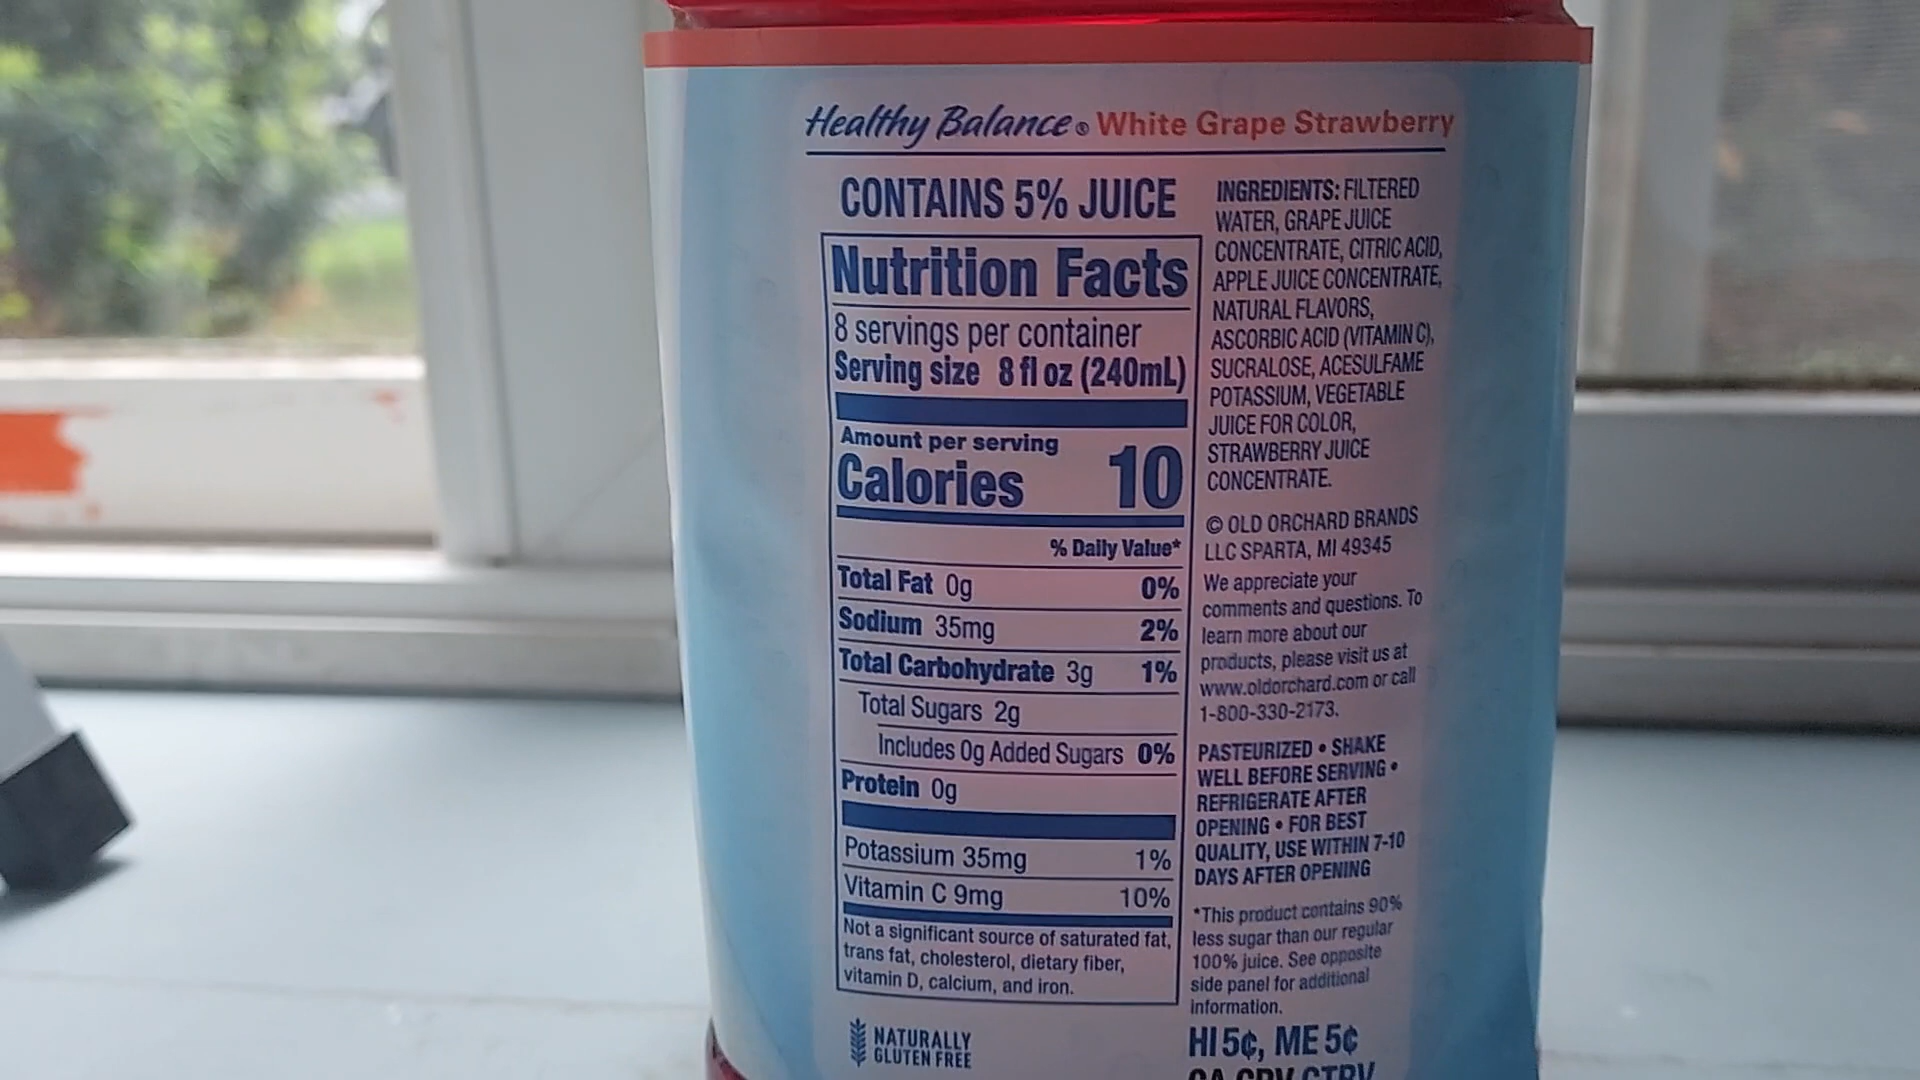 Healthy Balance® White Grape Strawberry
CONTAINS 5% JUICE
Nutrition Facts
8 servings per container
Serving size 8 fl oz (240mL)
Amount per serving
Calories 10
% Daily Value*
Total Fat 0g 0%
Sodium 35mg 2%
Total Carbohydrate 3g 1%
Total Sugars 2g
Includes 0g Added Sugars 0%
Protein 0g
Potassium 35mg 1%
Vitamin C 9mg 10%
Not a significant source of saturated fat,
trans fat, cholesterol, dietary fiber,
vitamin D, calcium, and iron.
NATURALLY
GLUTEN FREE
INGREDIENTS: FILTERED
WATER, GRAPE JUICE
CONCENTRATE, CITRIC ACID,
APPLE JUICE CONCENTRATE,
NATURAL FLAVORS,
ASCORBIC ACID (VITAMIN C),
SUCRALOSE, ACESULFAME
POTASSIUM, VEGETABLE
JUICE FOR COLOR,
STRAWBERRY JUICE
CONCENTRATE.
© OLD ORCHARD BRANDS
LLC SPARTA, MI 49345
We appreciate your
comments and questions. To
learn more about our
products, please visit us at
www.oldorchard.com or call
1-800-330-2173.
PASTEURIZED • SHAKE
WELL BEFORE SERVING •
REFRIGERATE AFTER
OPENING • FOR BEST
QUALITY, USE WITHIN 7-10
DAYS AFTER OPENING
*This product contains 90%
less sugar than our regular
100% juice. See opposite
side panel for additional
information.
HI 5¢, ME 5¢